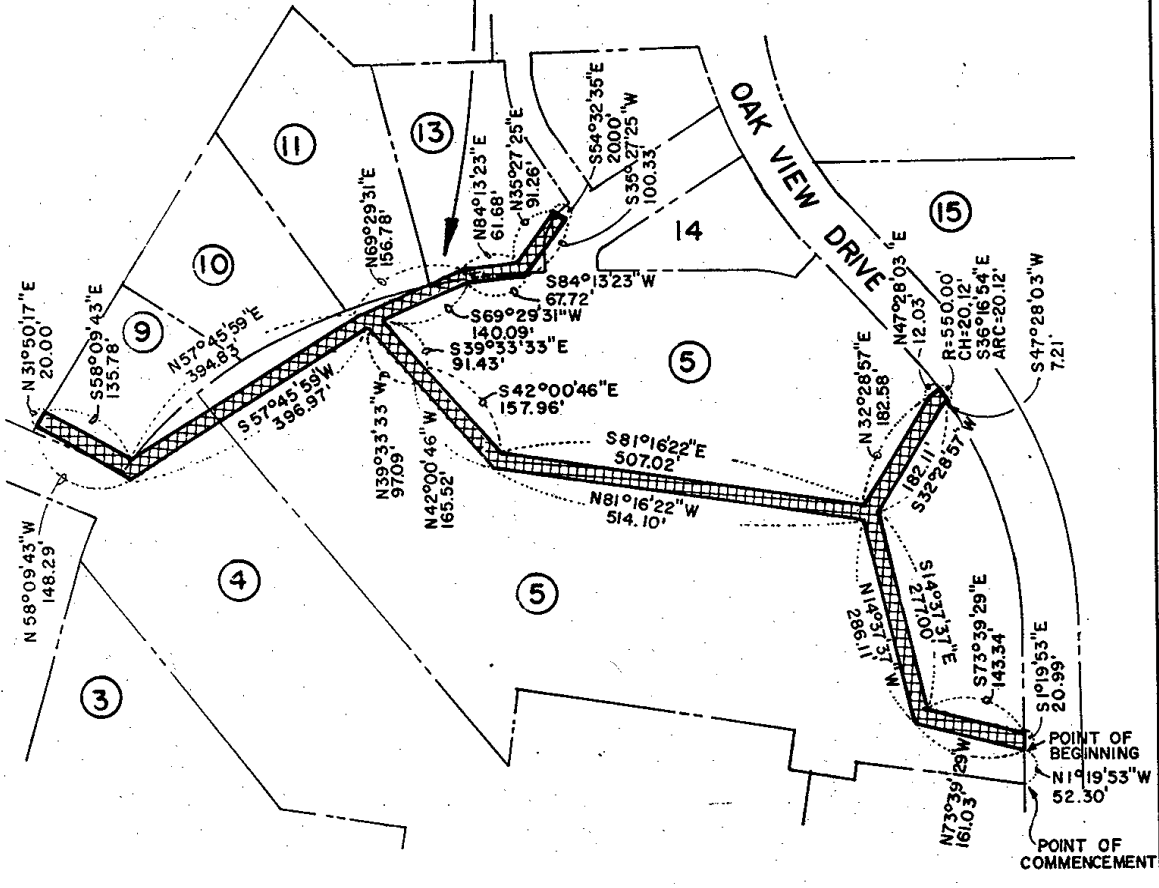 11
13
10
9
N31°50'17"E
20.00'
S58°09'43"E
135.78'
N57°45'59"E
394.83'
S57°45'59"W
396.97'
N69°29'31"E
156.78'
N84°13'23"E
61.68'
N35°27'25"E
91.26'
S54°32'35"E
20.00'
S35°27'25"W
100.33'
OAK VIEW DRIVE
15
14
S84°13'23"W
67.72'
S69°29'31"W
140.09'
S39°33'33"E
91.43'
S42°00'46"E
157.96'
5
N47°28'03"E
12.03'
R=550.00'
CH=20.12'
S36°16'54"E
ARC=20.12'
S47°28'03"W
7.21'
N32°28'57"E
182.58'
182.11'
S32°28'57"W
N39°33'33"W
97.09'
N42°00'46"W
165.52'
S81°16'22"E
507.02'
N81°16'22"W
514.10'
N58°09'43"W
148.29'
4
5
3
N14°37'37"W
286.11'
S14°37'37"E
277.00'
S73°39'29"E
143.34'
S1°19'53"E
20.99'
POINT OF
BEGINNING
N1°19'53"W
52.30'
N73°39'29"W
161.03'
POINT OF
COMMENCEMENT